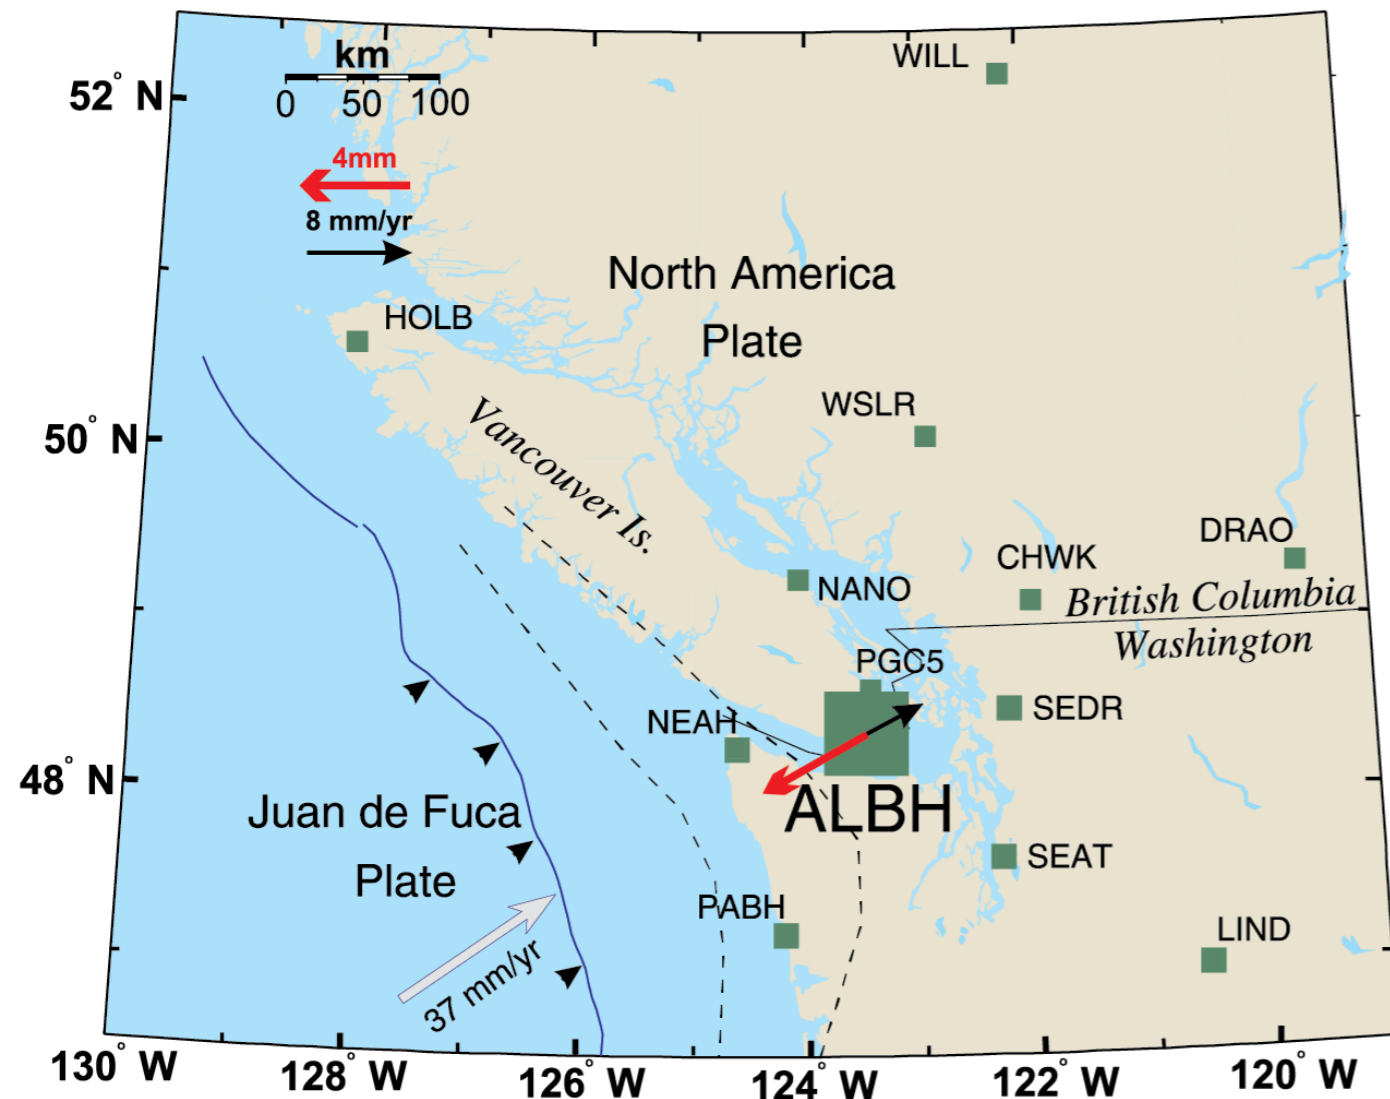 km
0 50 100
52° N
4mm
8 mm/yr
WILL
North America
Plate
HOLB
Vancouver Is.
WSLR
50° N
DRAO
CHWK
NANO
British Columbia
Washington
PGC5
NEAH
SEDR
48° N
ALBH
Juan de Fuca
Plate
SEAT
PABH
37 mm/yr
LIND
130° W 128° W 126° W 124° W 122° W 120° W